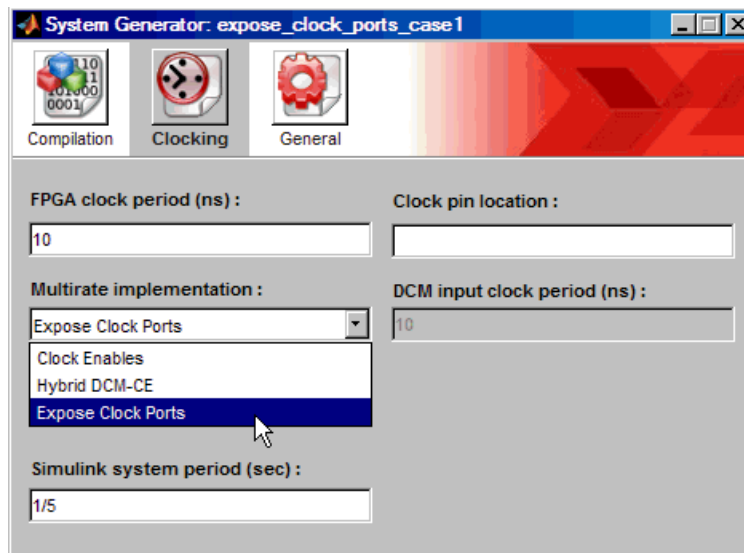 System Generator: expose_clock_ports_case1
Compilation
Clocking
General
FPGA clock period (ns) :
Clock pin location :
10
Multirate implementation :
DCM input clock period (ns) :
Expose Clock Ports
10
Clock Enables
Hybrid DCM-CE
Expose Clock Ports
Simulink system period (sec) :
1/5